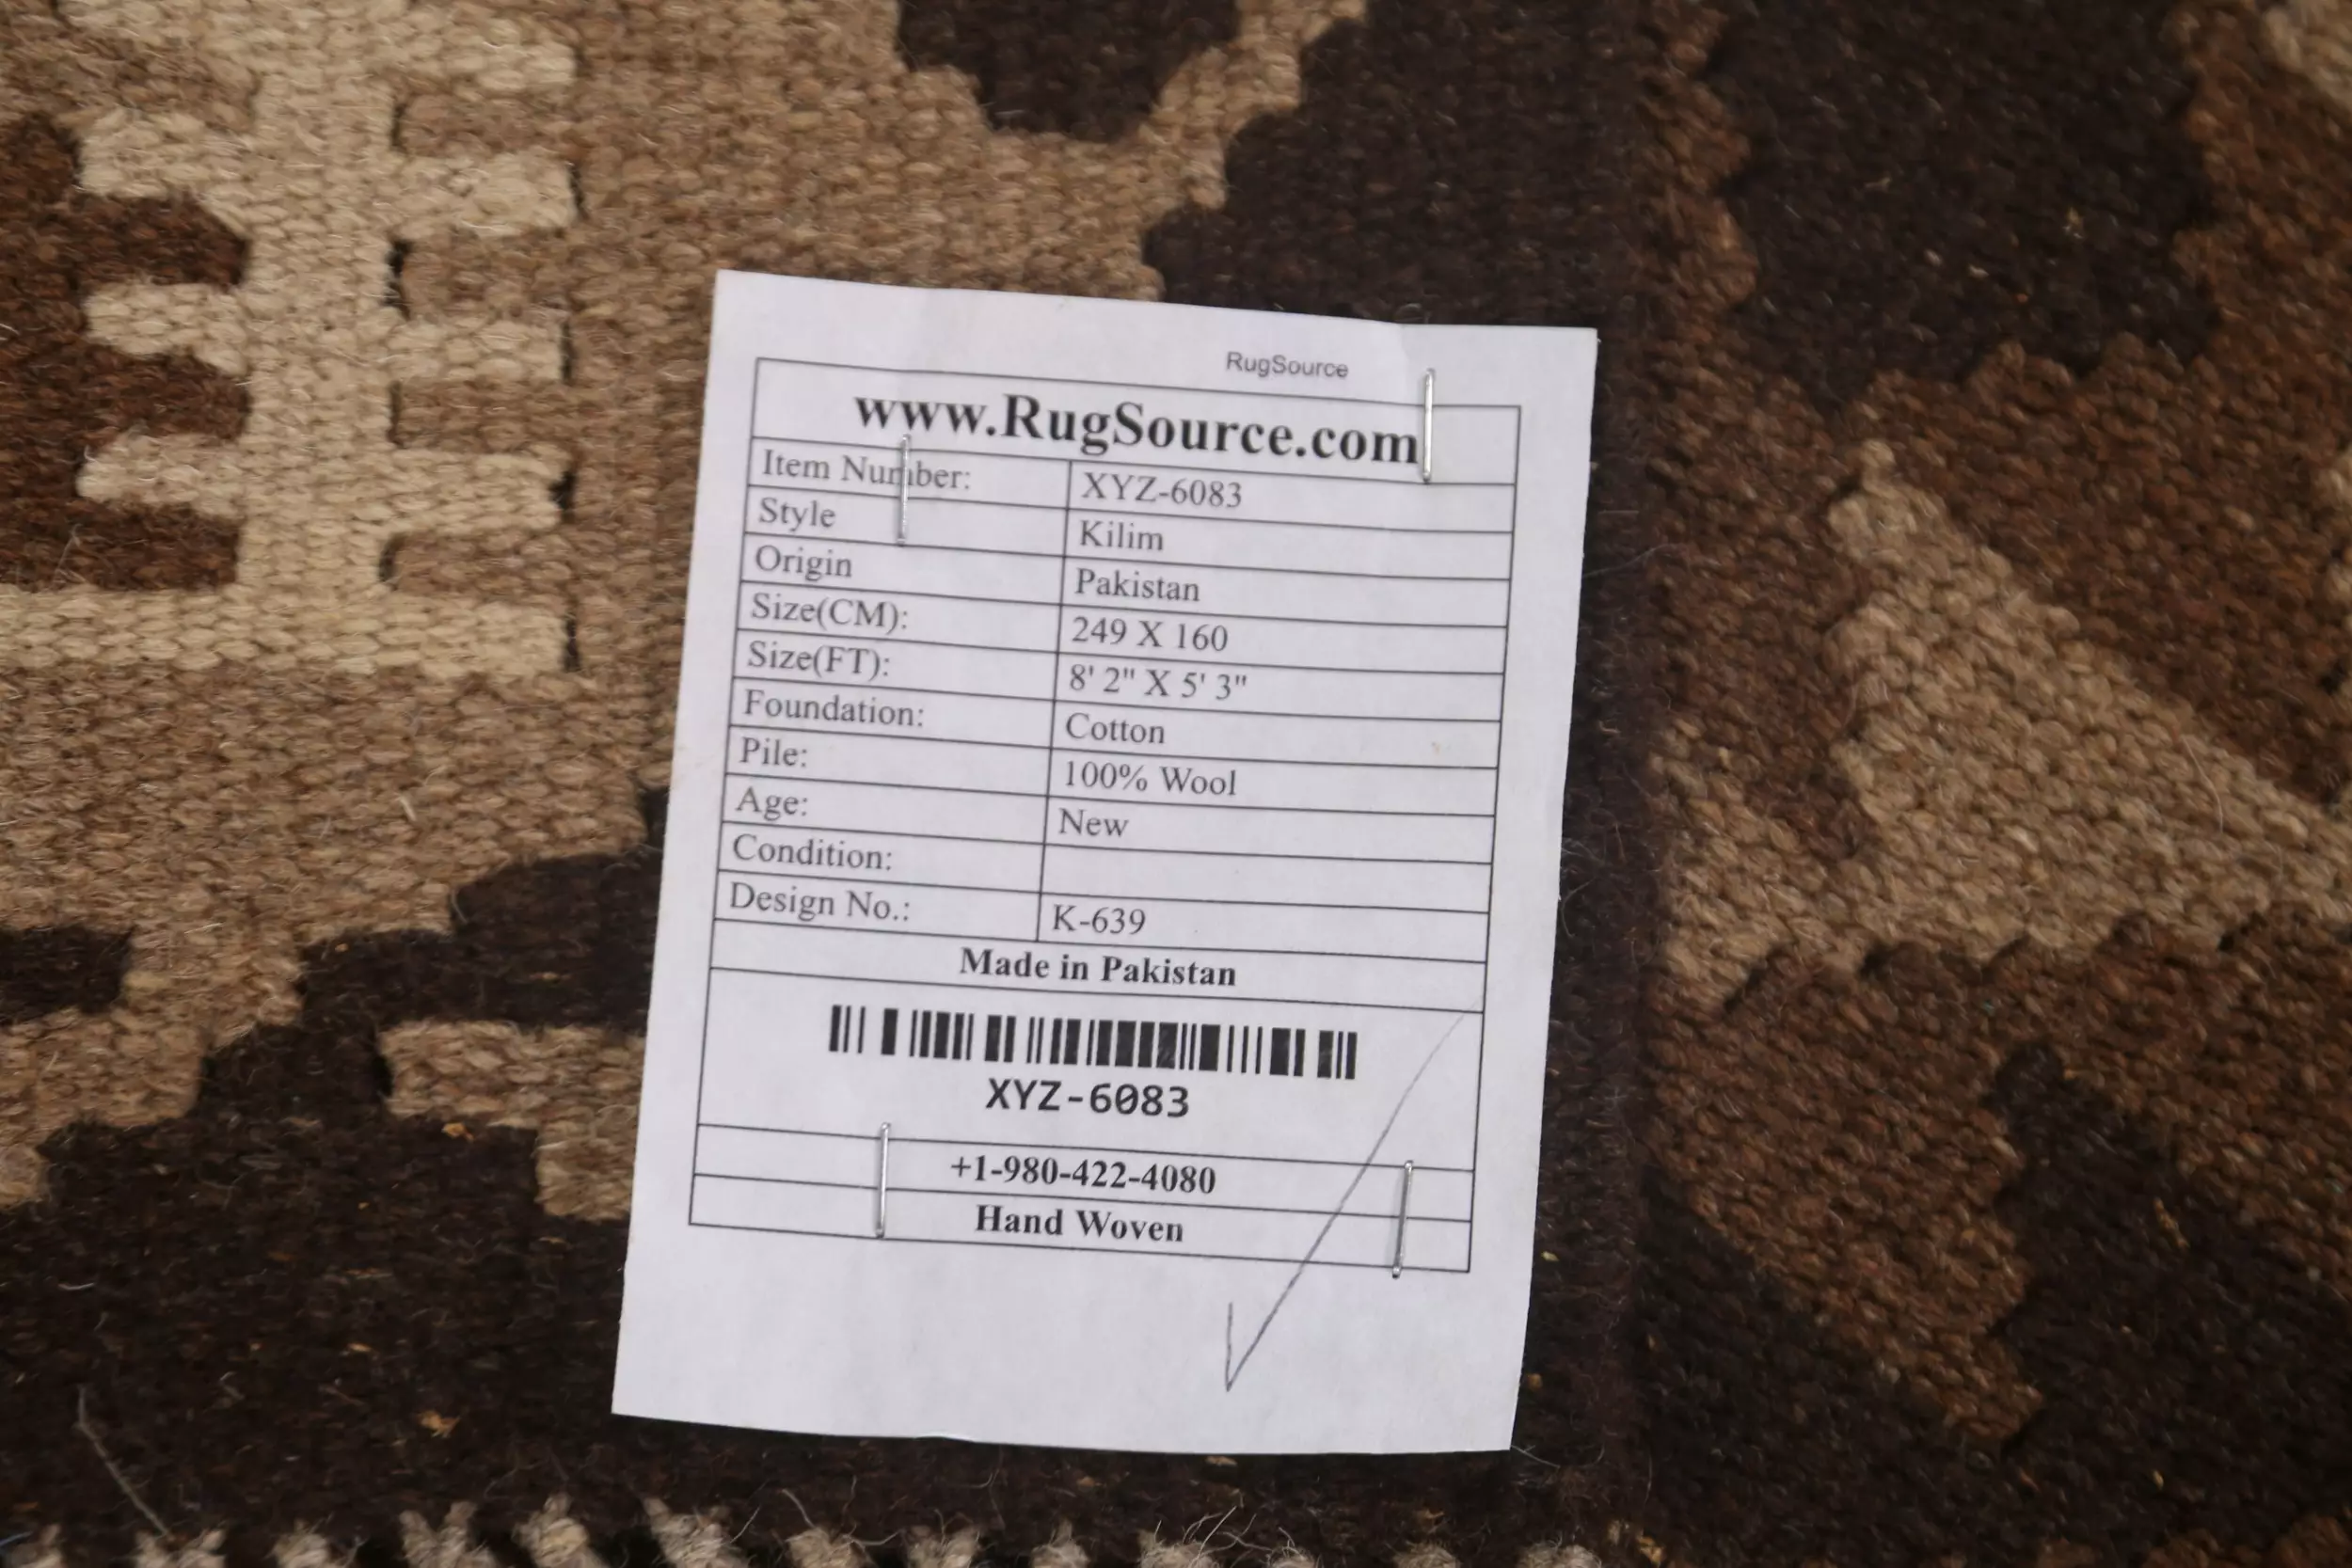 RugSource
www.RugSource.com
Item Number: XYZ-6083
Style Kilim
Origin Pakistan
Size(CM): 249 X 160
Size(FT): 8' 2" X 5' 3"
Foundation: Cotton
Pile: 100% Wool
Age: New
Condition:
Design No.: K-639
Made in Pakistan
XYZ-6083
+1-980-422-4080
Hand Woven